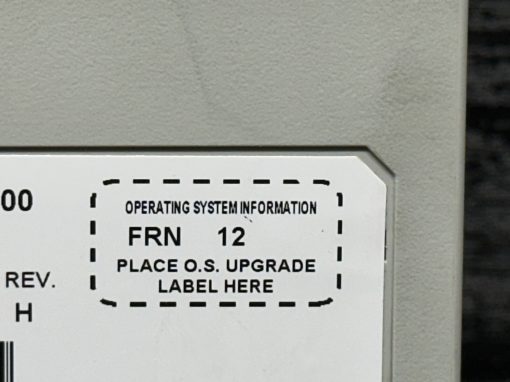 00
OPERATING SYSTEM INFORMATION
FRN 12
PLACE O.S. UPGRADE
LABEL HERE
REV.
H